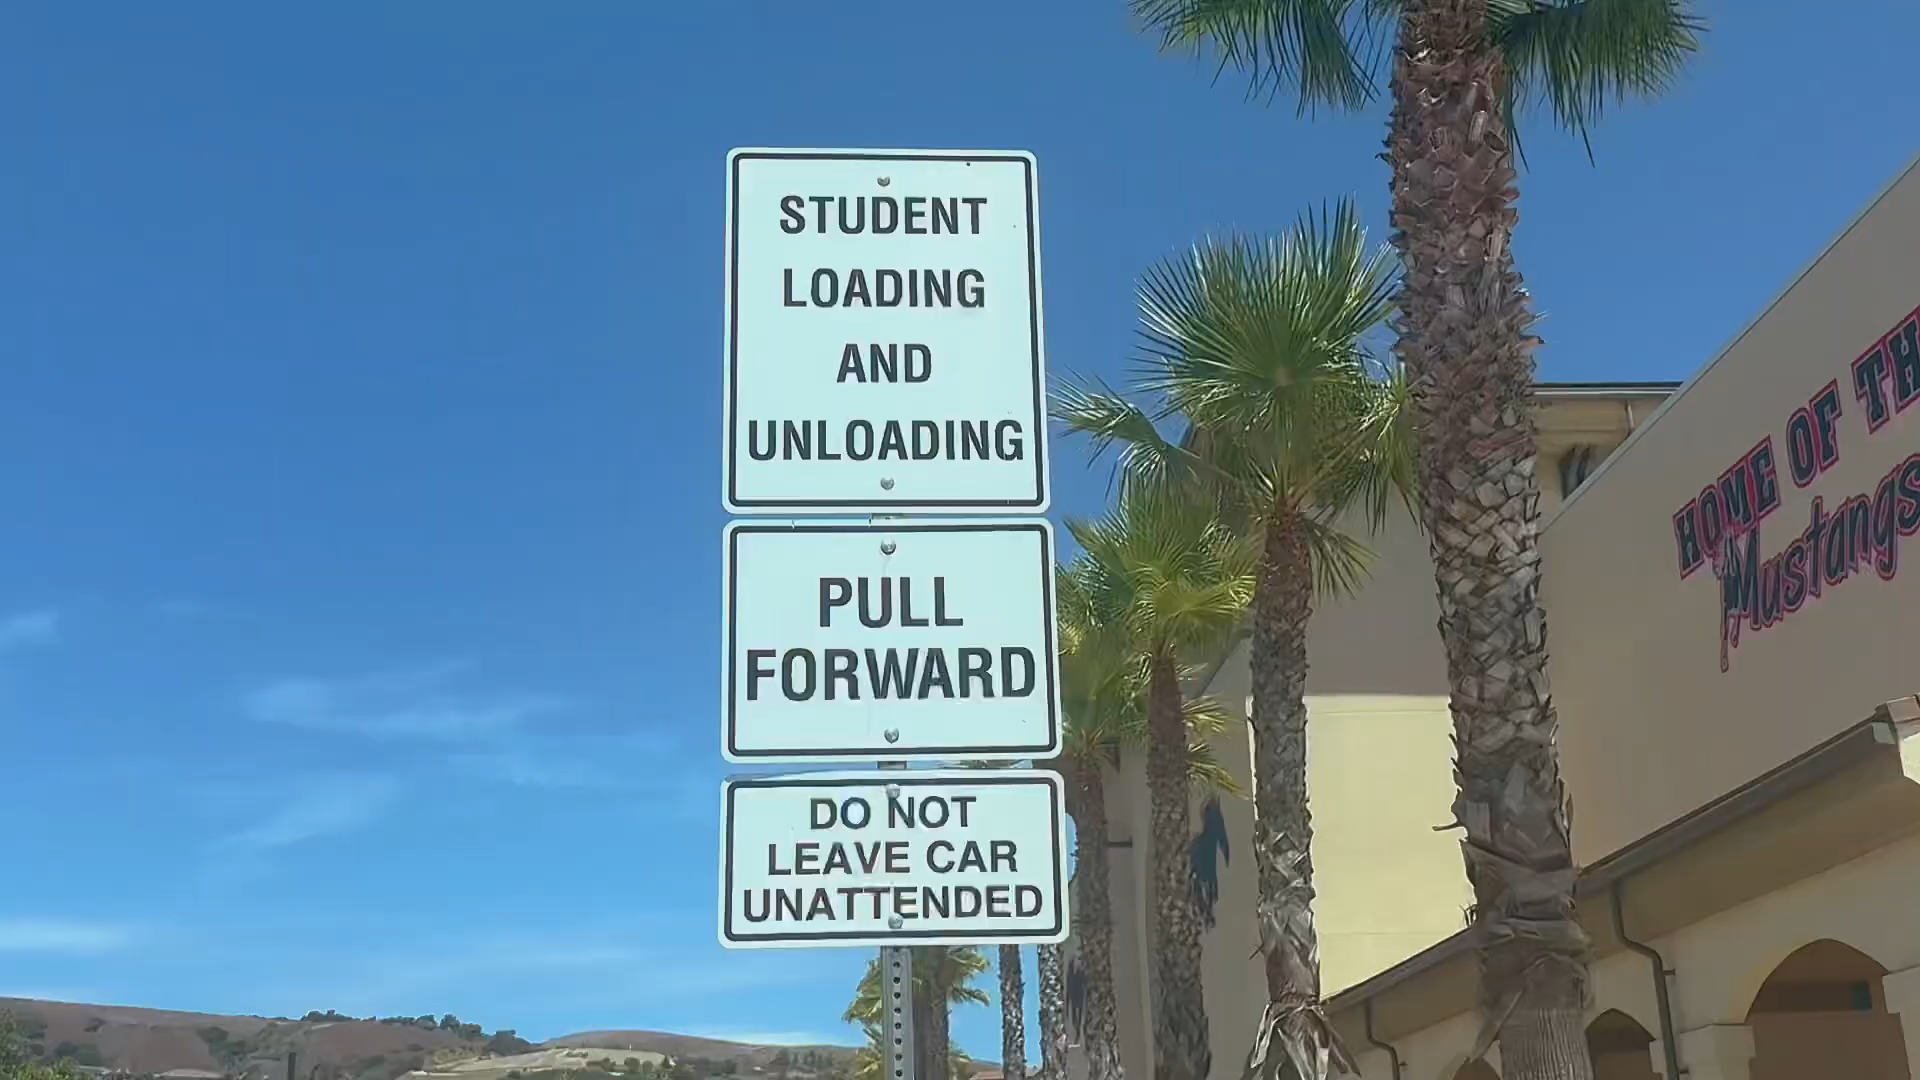 STUDENT
LOADING
AND
UNLOADING
PULL
FORWARD
DO NOT
LEAVE CAR
UNATTENDED
HOME OF TH
Mustangs